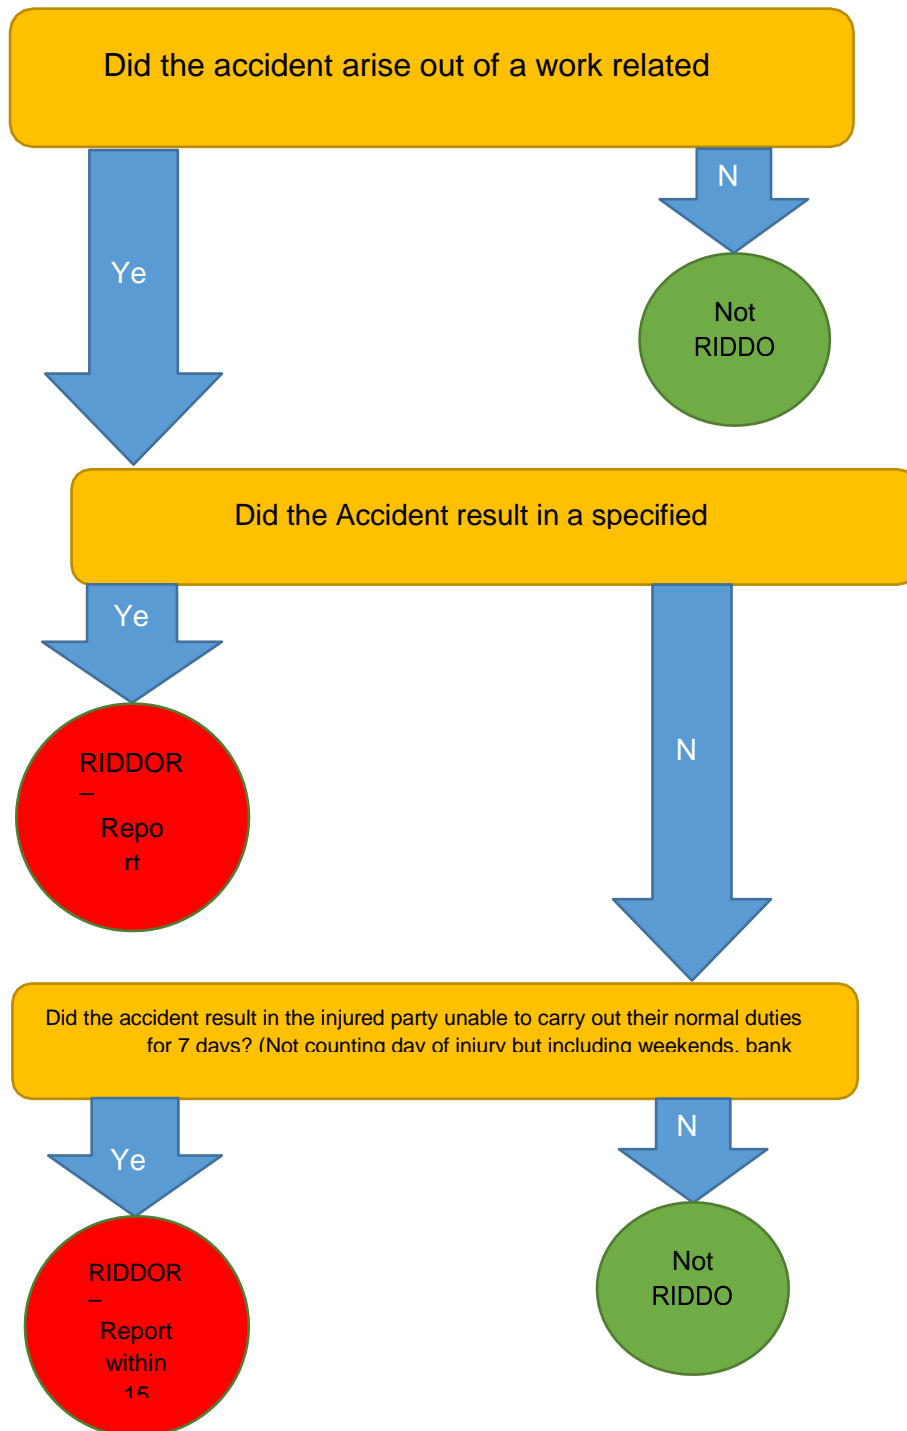 Did the accident arise out of a work related
N
Ye
Not
RIDDO
Did the Accident result in a specified
Ye
N
RIDDOR
–
Repo
rt
Did the accident result in the injured party unable to carry out their normal duties
for 7 days? (Not counting day of injury but including weekends, bank
Ye
N
RIDDOR
–
Report
within
15
Not
RIDDO